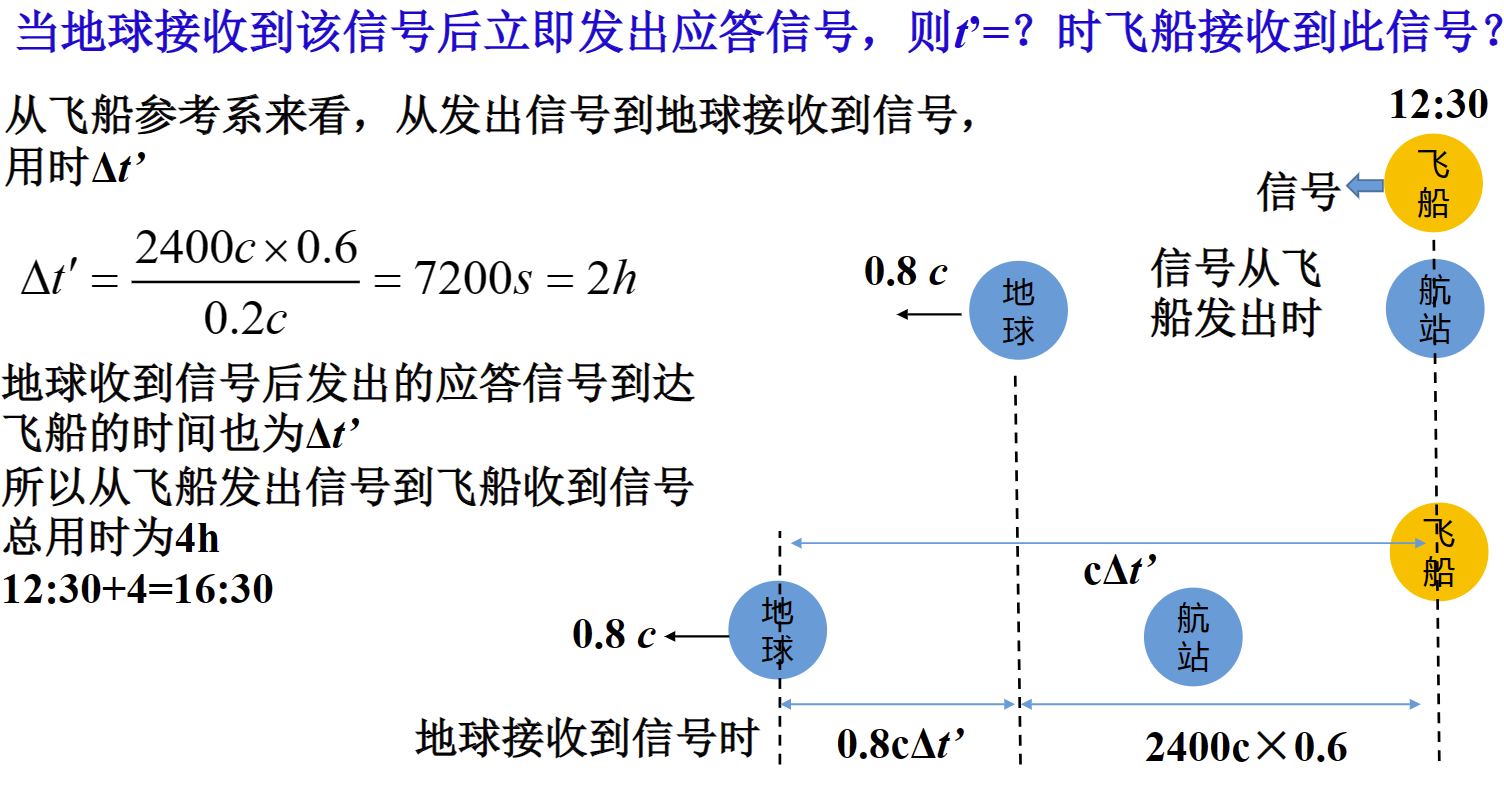 当地球接收到该信号后立即发出应答信号，则t’=？时飞船接收到此信号？
从飞船参考系来看，从发出信号到地球接收到信号，
用时Δt’
Δt′ = 2400c×0.6 / 0.2c = 7200s = 2h
地球收到信号后发出的应答信号到达
飞船的时间也为Δt’
所以从飞船发出信号到飞船收到信号
总用时为4h
12:30+4=16:30
12:30
飞
船
信号
信号从飞
船发出时
0.8 c
地
球
航
站
飞
船
cΔt’
0.8 c
地
球
航
站
地球接收到信号时
0.8cΔt’
2400c×0.6